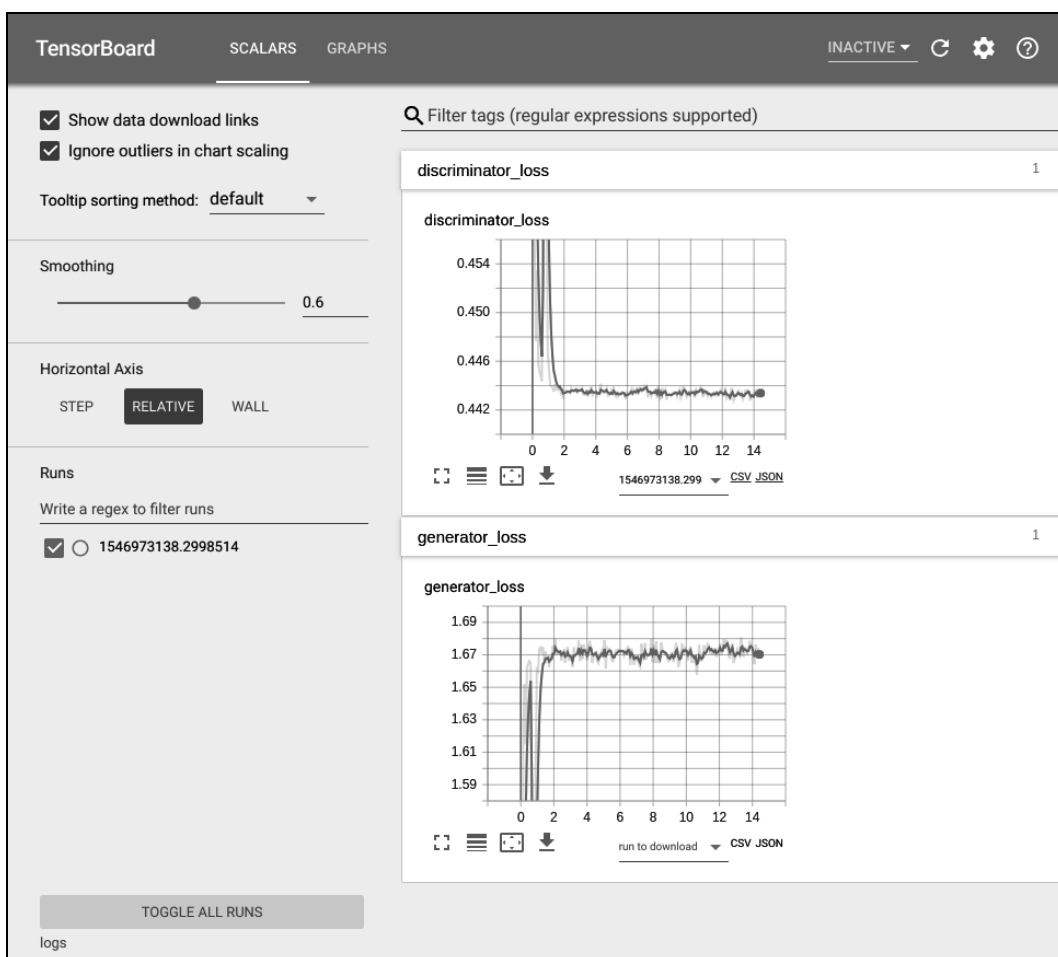 TensorBoard SCALARS GRAPHS INACTIVE
Show data download links
Ignore outliers in chart scaling
Tooltip sorting method: default
Smoothing
0.6
Horizontal Axis
STEP RELATIVE WALL
Runs
Write a regex to filter runs
1546973138.2998514
TOGGLE ALL RUNS
logs
Filter tags (regular expressions supported)
discriminator_loss 1
discriminator_loss
0.454
0.450
0.446
0.442
0 2 4 6 8 10 12 14
1546973138.299 CSV JSON
generator_loss 1
generator_loss
1.69
1.67
1.65
1.63
1.61
1.59
0 2 4 6 8 10 12 14
run to download CSV JSON